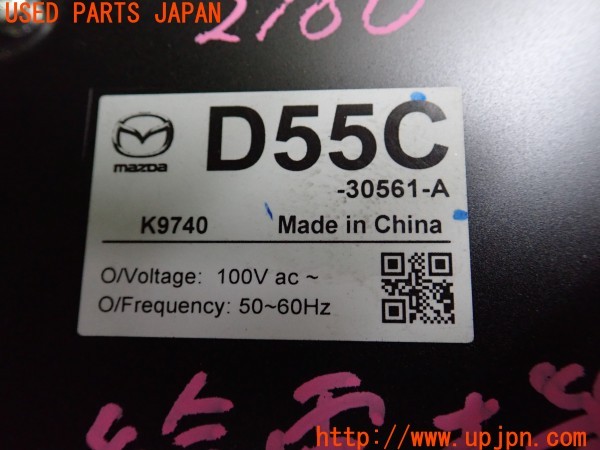 USED PARTS JAPAN
2180
mazda
D55C
-30561-A
K9740
Made in China
O/Voltage: 100V ac ~
O/Frequency: 50~60Hz
http://www.upjpn.com